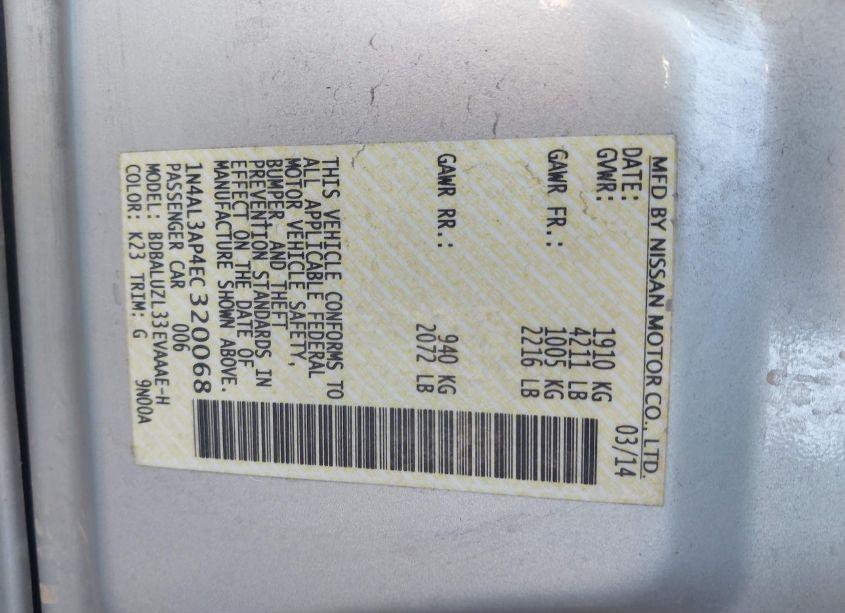 MFD BY NISSAN MOTOR CO., LTD.
DATE: 03/14
GVWR: 1910 KG
4211 LB
GAWR FR.: 1005 KG
2216 LB
GAWR RR.: 940 KG
2072 LB
THIS VEHICLE CONFORMS TO
ALL APPLICABLE FEDERAL
MOTOR VEHICLE SAFETY,
BUMPER, AND THEFT
PREVENTION STANDARDS IN
EFFECT ON THE DATE OF
MANUFACTURE SHOWN ABOVE.
1N4AL3AP4EC320068
PASSENGER CAR 006
MODEL: BDBALUZL33EVAAAE-H
COLOR: K23 TRIM: G 9N00A